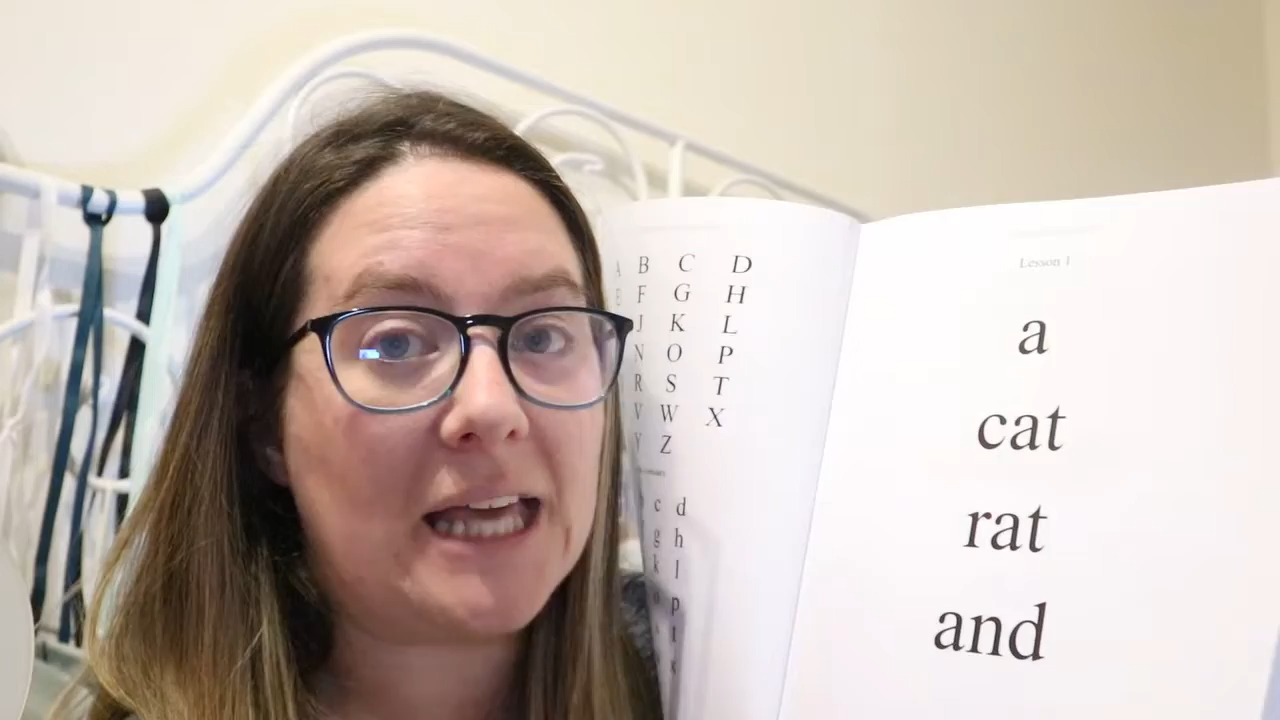 A B C D
E F G H
J K L
N O P
R S T
V W X
Y Z
c d
g h
k l
o p
t
x
Lesson 1
a
cat
rat
and